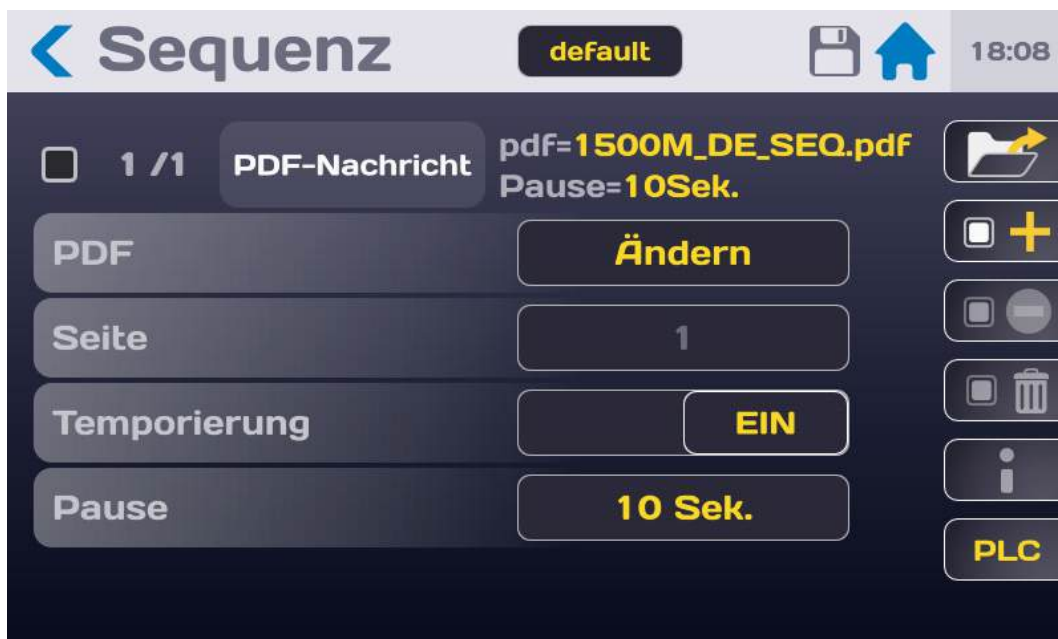 Sequenz
default
18:08
1 /1
PDF-Nachricht
pdf=1500M_DE_SEQ.pdf
Pause=10Sek.
PDF
Ändern
Seite
1
Temporierung
EIN
Pause
10 Sek.
PLC